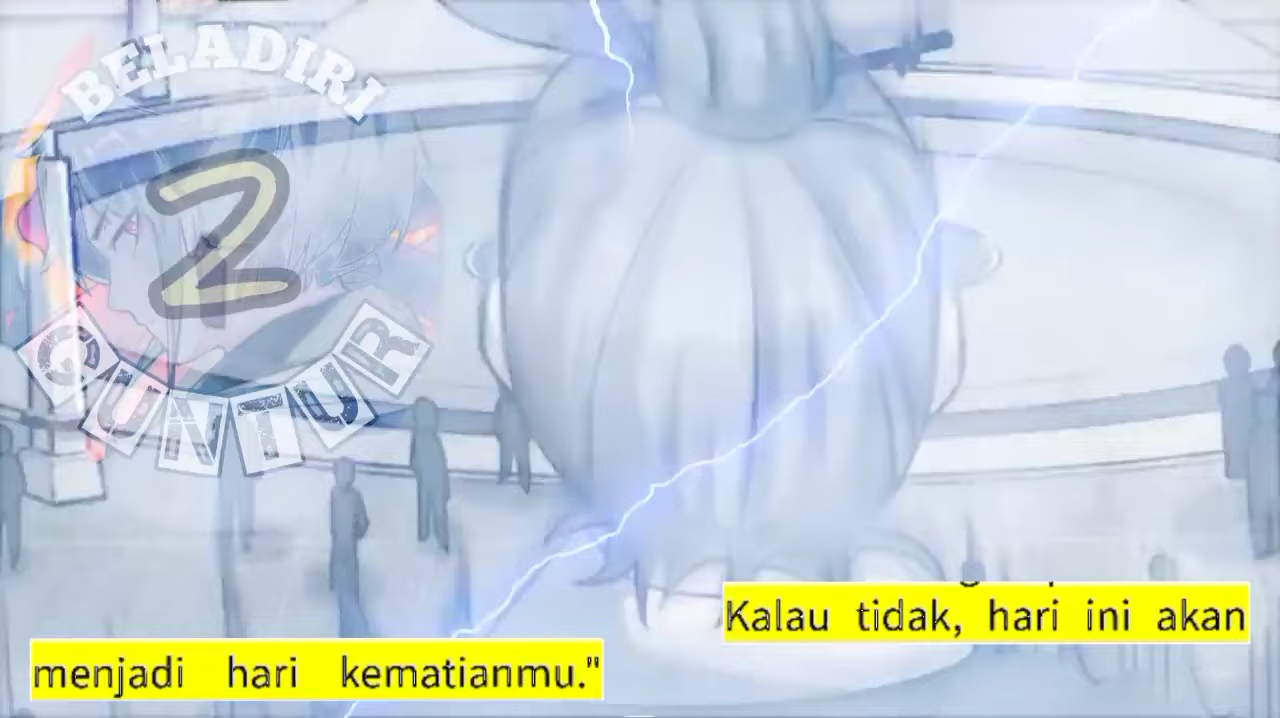 BELADIRI
2
GUNTUR
Kalau tidak, hari ini akan
menjadi hari kematianmu."